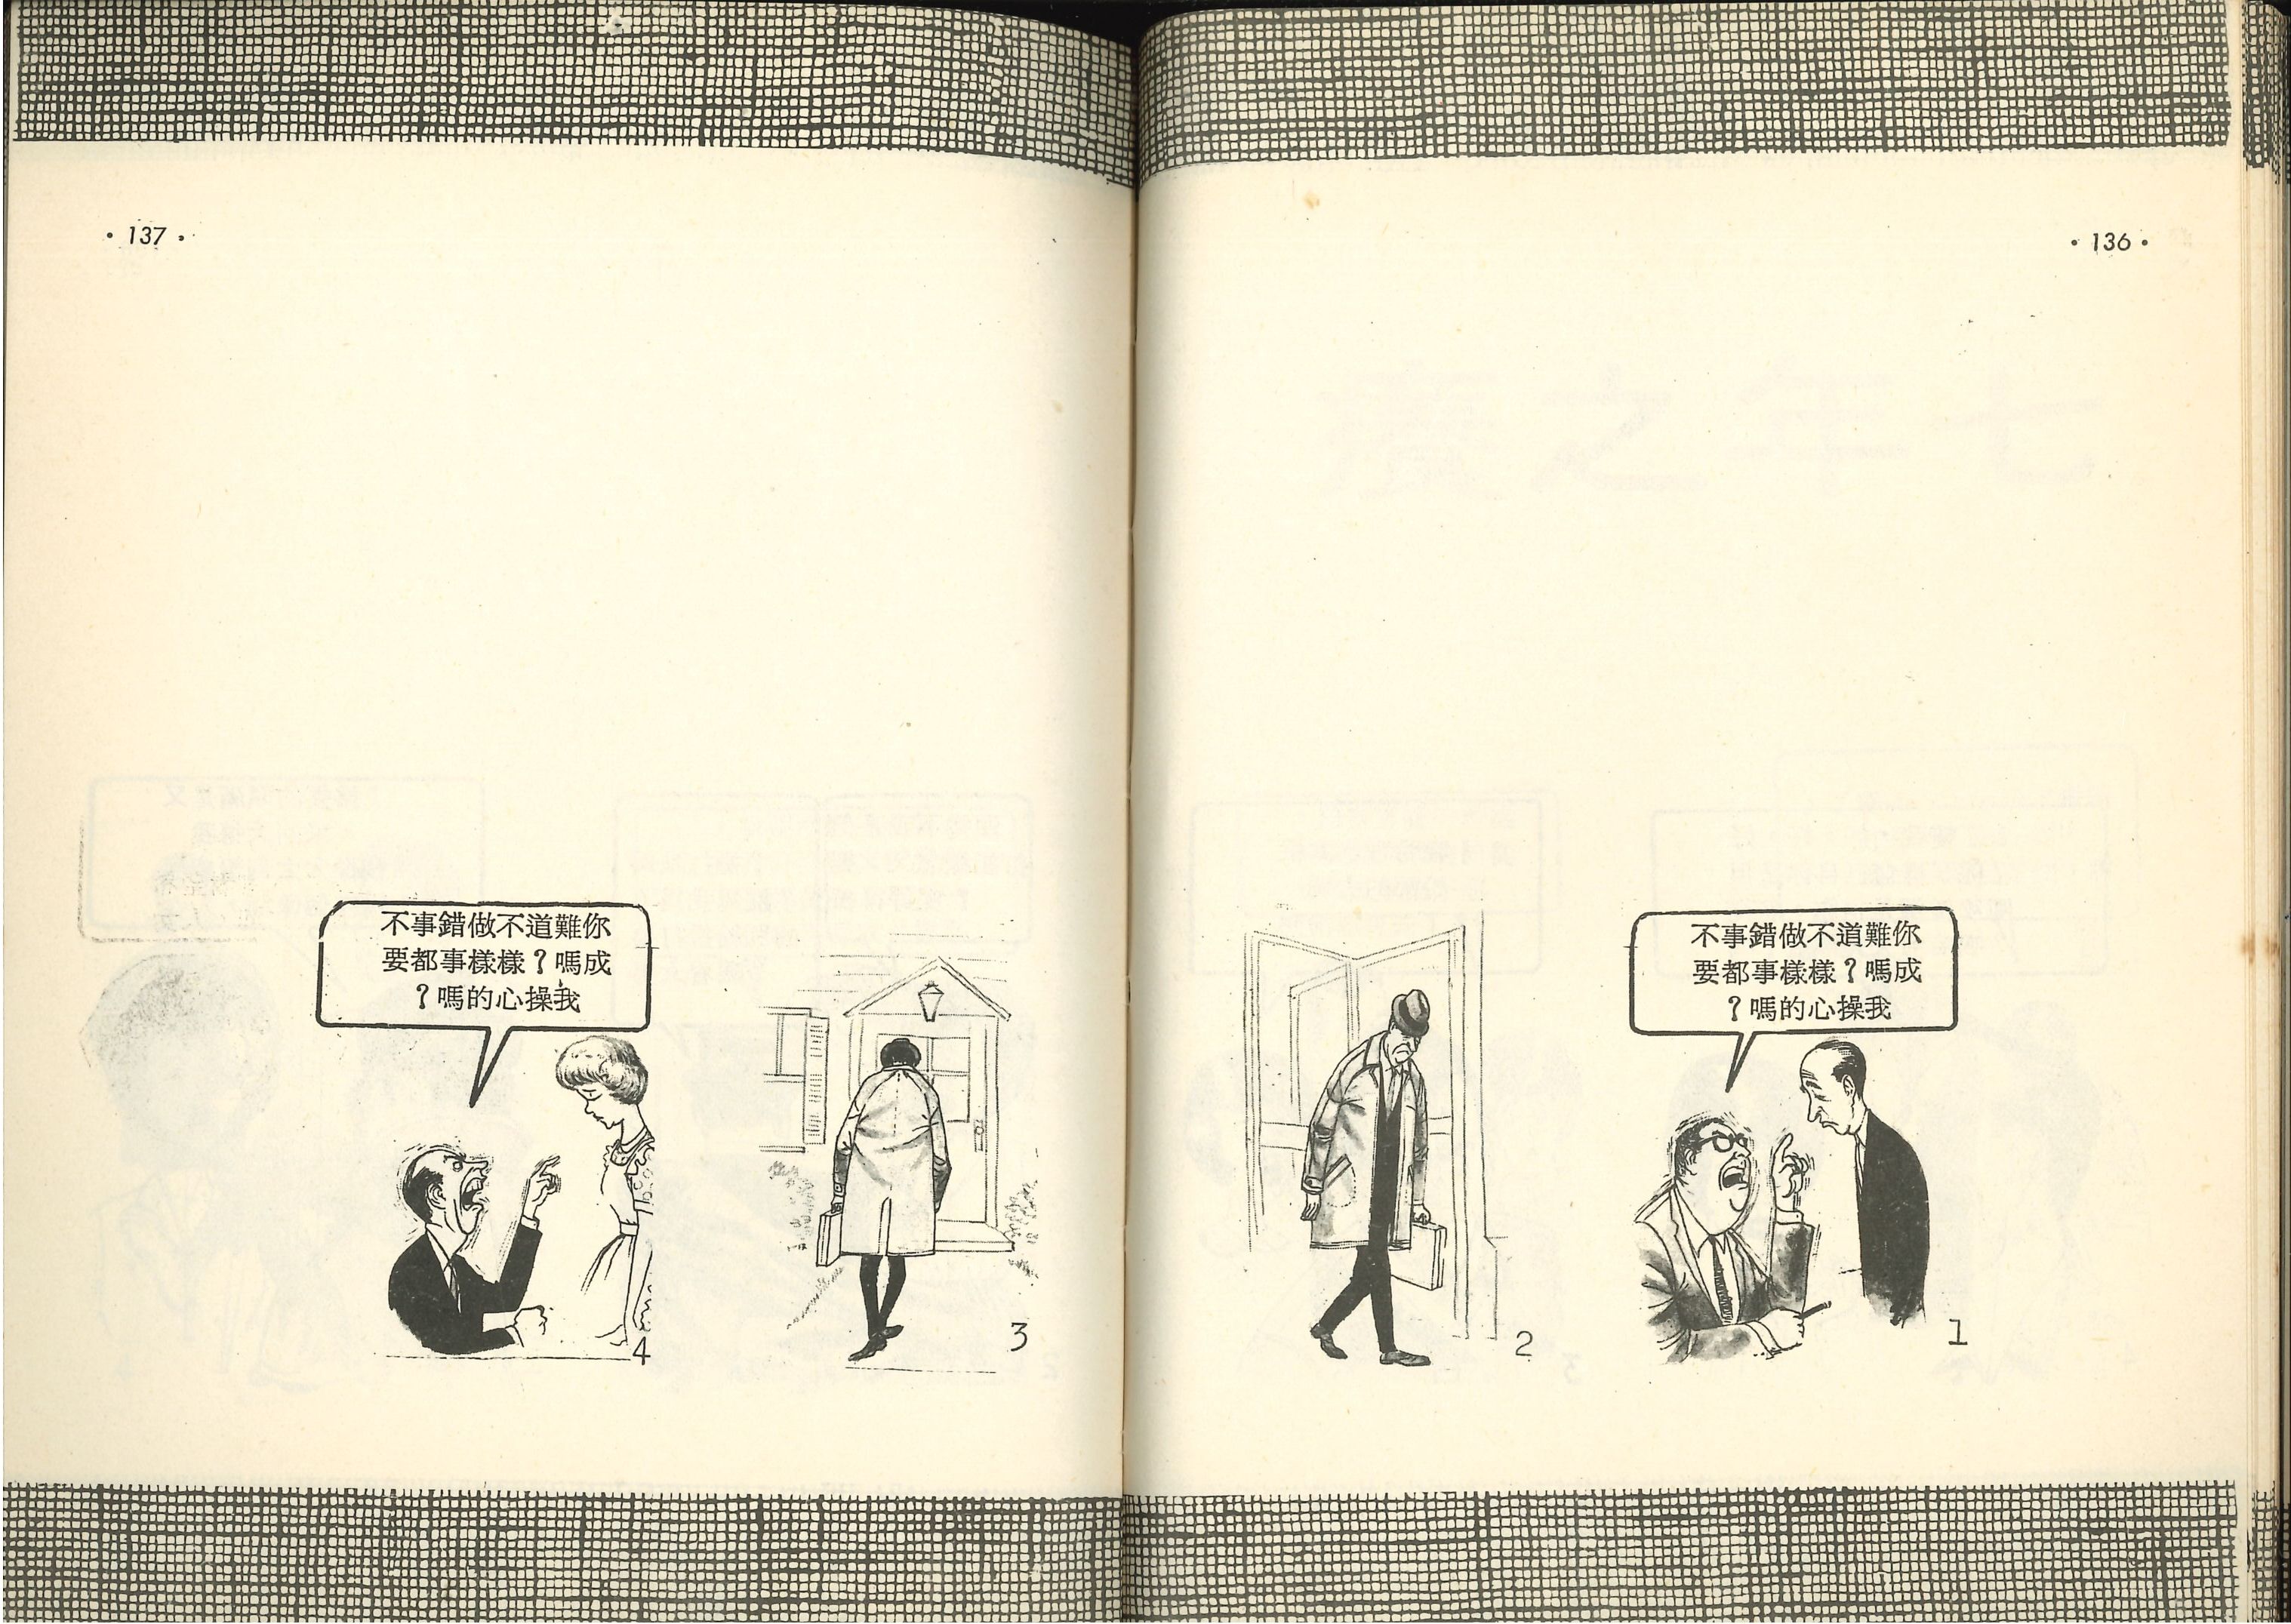 · 136 ·
你難道不做錯事不
成嗎？樣樣事都要
我操心的嗎？
1
2
· 137 ·
3
你難道不做錯事不
成嗎？樣樣事都要
我操心的嗎？
4